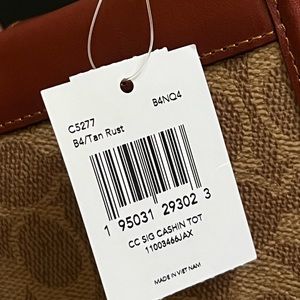 C5277
B4NQ4
B4/Tan Rust
1 95031 29302 3
CC SIG CASHIN TOT
11003466JAX
MADE IN VIET NAM